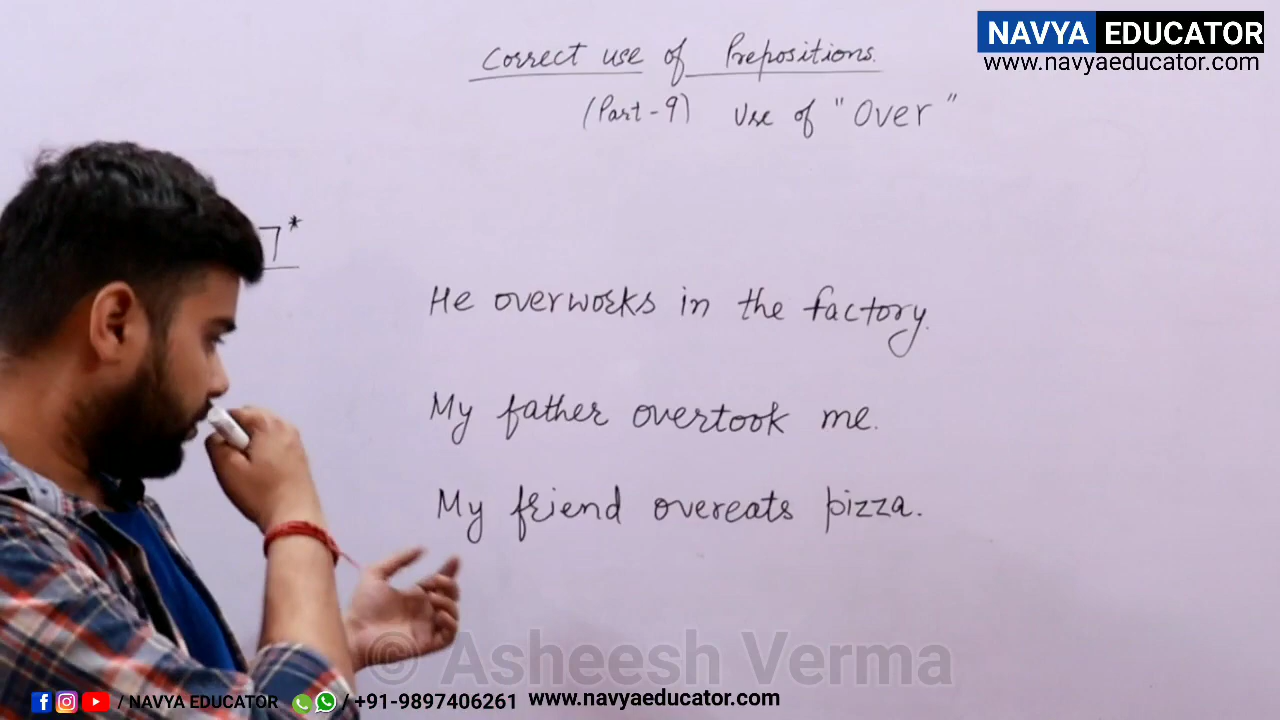 NAVYA EDUCATOR
www.navyaeducator.com
Correct use of Prepositions.
(Part-9) Use of "Over"
He overworks in the factory.
My father overtook me.
My friend overeats pizza.
© Asheesh Verma
/ NAVYA EDUCATOR / +91-9897406261 www.navyaeducator.com